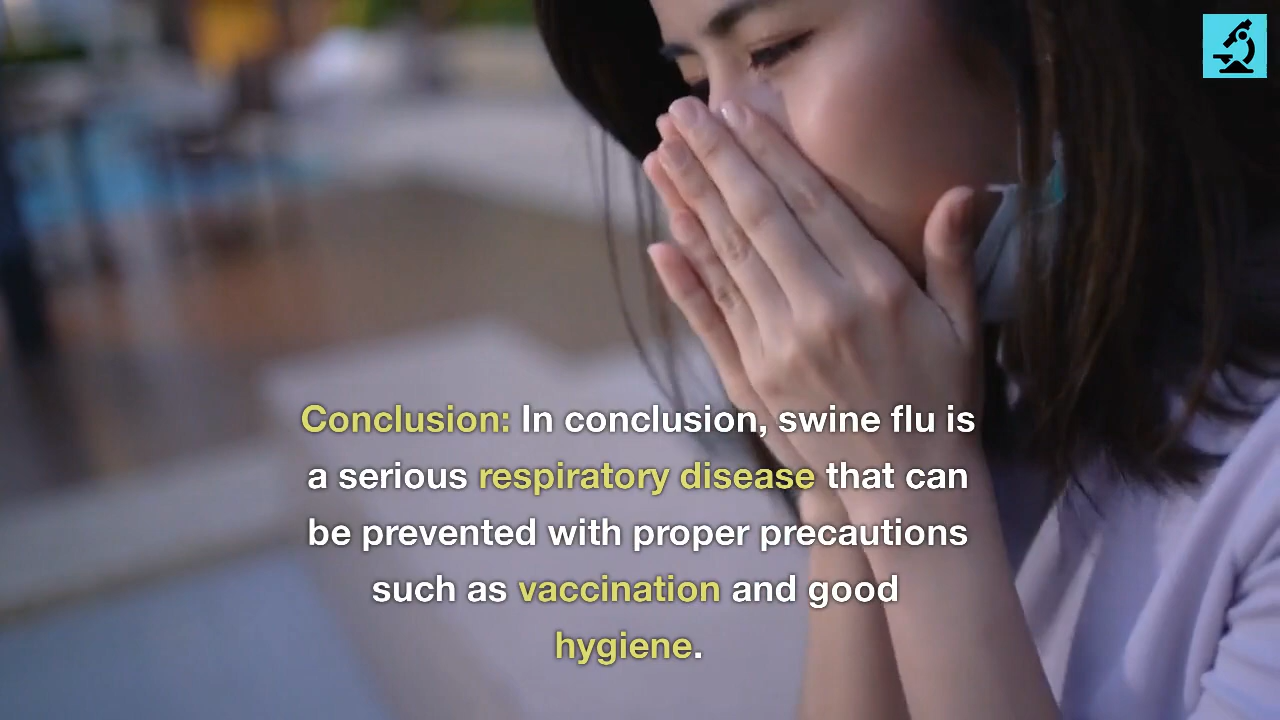 Conclusion: In conclusion, swine flu is
a serious respiratory disease that can
be prevented with proper precautions
such as vaccination and good
hygiene.